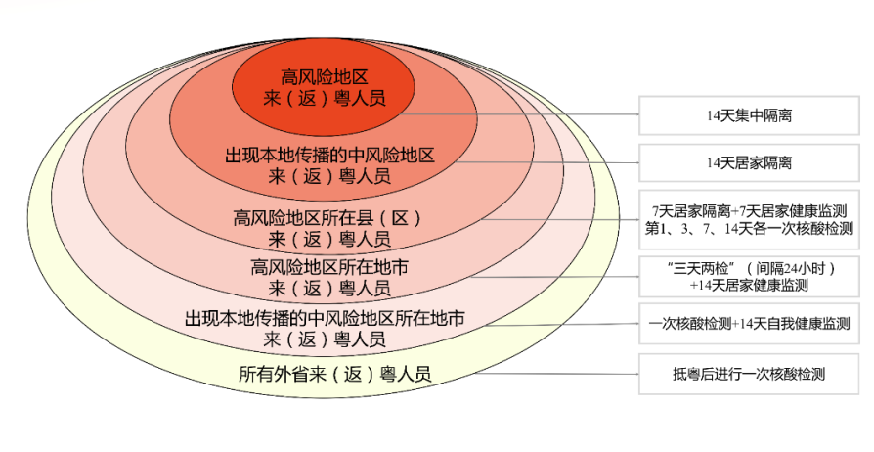 高风险地区
来（返）粤人员
14天集中隔离
出现本地传播的中风险地区
来（返）粤人员
14天居家隔离
高风险地区所在县（区）
来（返）粤人员
7天居家隔离+7天居家健康监测
第1、3、7、14天各一次核酸检测
高风险地区所在地市
来（返）粤人员
“三天两检”（间隔24小时）
+14天居家健康监测
出现本地传播的中风险地区所在地市
来（返）粤人员
一次核酸检测+14天自我健康监测
所有外省来（返）粤人员
抵粤后进行一次核酸检测